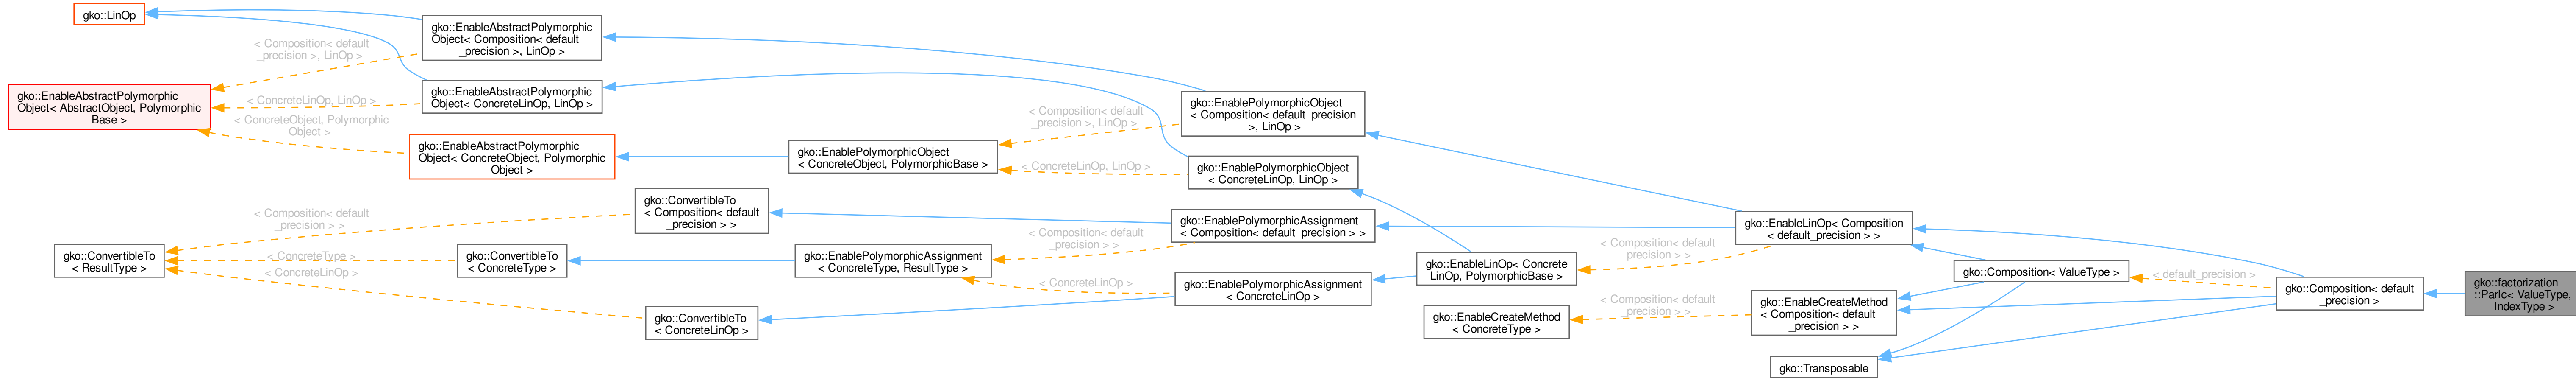 gko::LinOp
gko::EnableAbstractPolymorphic
Object< AbstractObject, Polymorphic
Base >
gko::ConvertibleTo
< ResultType >
< Composition< default
_precision >, LinOp >
< ConcreteLinOp, LinOp >
< ConcreteObject, Polymorphic
Object >
< Composition< default
_precision > >
< ConcreteType >
< ConcreteLinOp >
gko::EnableAbstractPolymorphic
Object< Composition< default
_precision >, LinOp >
gko::EnableAbstractPolymorphic
Object< ConcreteLinOp, LinOp >
gko::EnableAbstractPolymorphic
Object< ConcreteObject, Polymorphic
Object >
gko::ConvertibleTo
< ConcreteType >
gko::ConvertibleTo
< Composition< default
_precision > >
gko::ConvertibleTo
< ConcreteLinOp >
gko::EnablePolymorphicObject
< ConcreteObject, PolymorphicBase >
gko::EnablePolymorphicAssignment
< ConcreteType, ResultType >
< Composition< default
_precision >, LinOp >
< ConcreteLinOp, LinOp >
< Composition< default
_precision > >
< ConcreteLinOp >
gko::EnablePolymorphicObject
< Composition< default_precision
>, LinOp >
gko::EnablePolymorphicObject
< ConcreteLinOp, LinOp >
gko::EnablePolymorphicAssignment
< Composition< default_precision > >
gko::EnablePolymorphicAssignment
< ConcreteLinOp >
gko::EnableLinOp< Concrete
LinOp, PolymorphicBase >
gko::EnableCreateMethod
< ConcreteType >
< Composition< default
_precision > >
< Composition< default
_precision > >
gko::EnableLinOp< Composition
< default_precision > >
gko::EnableCreateMethod
< Composition< default
_precision > >
gko::Transposable
gko::Composition< ValueType >
< default_precision >
gko::Composition< default
_precision >
gko::factorization
::ParIc< ValueType,
IndexType >